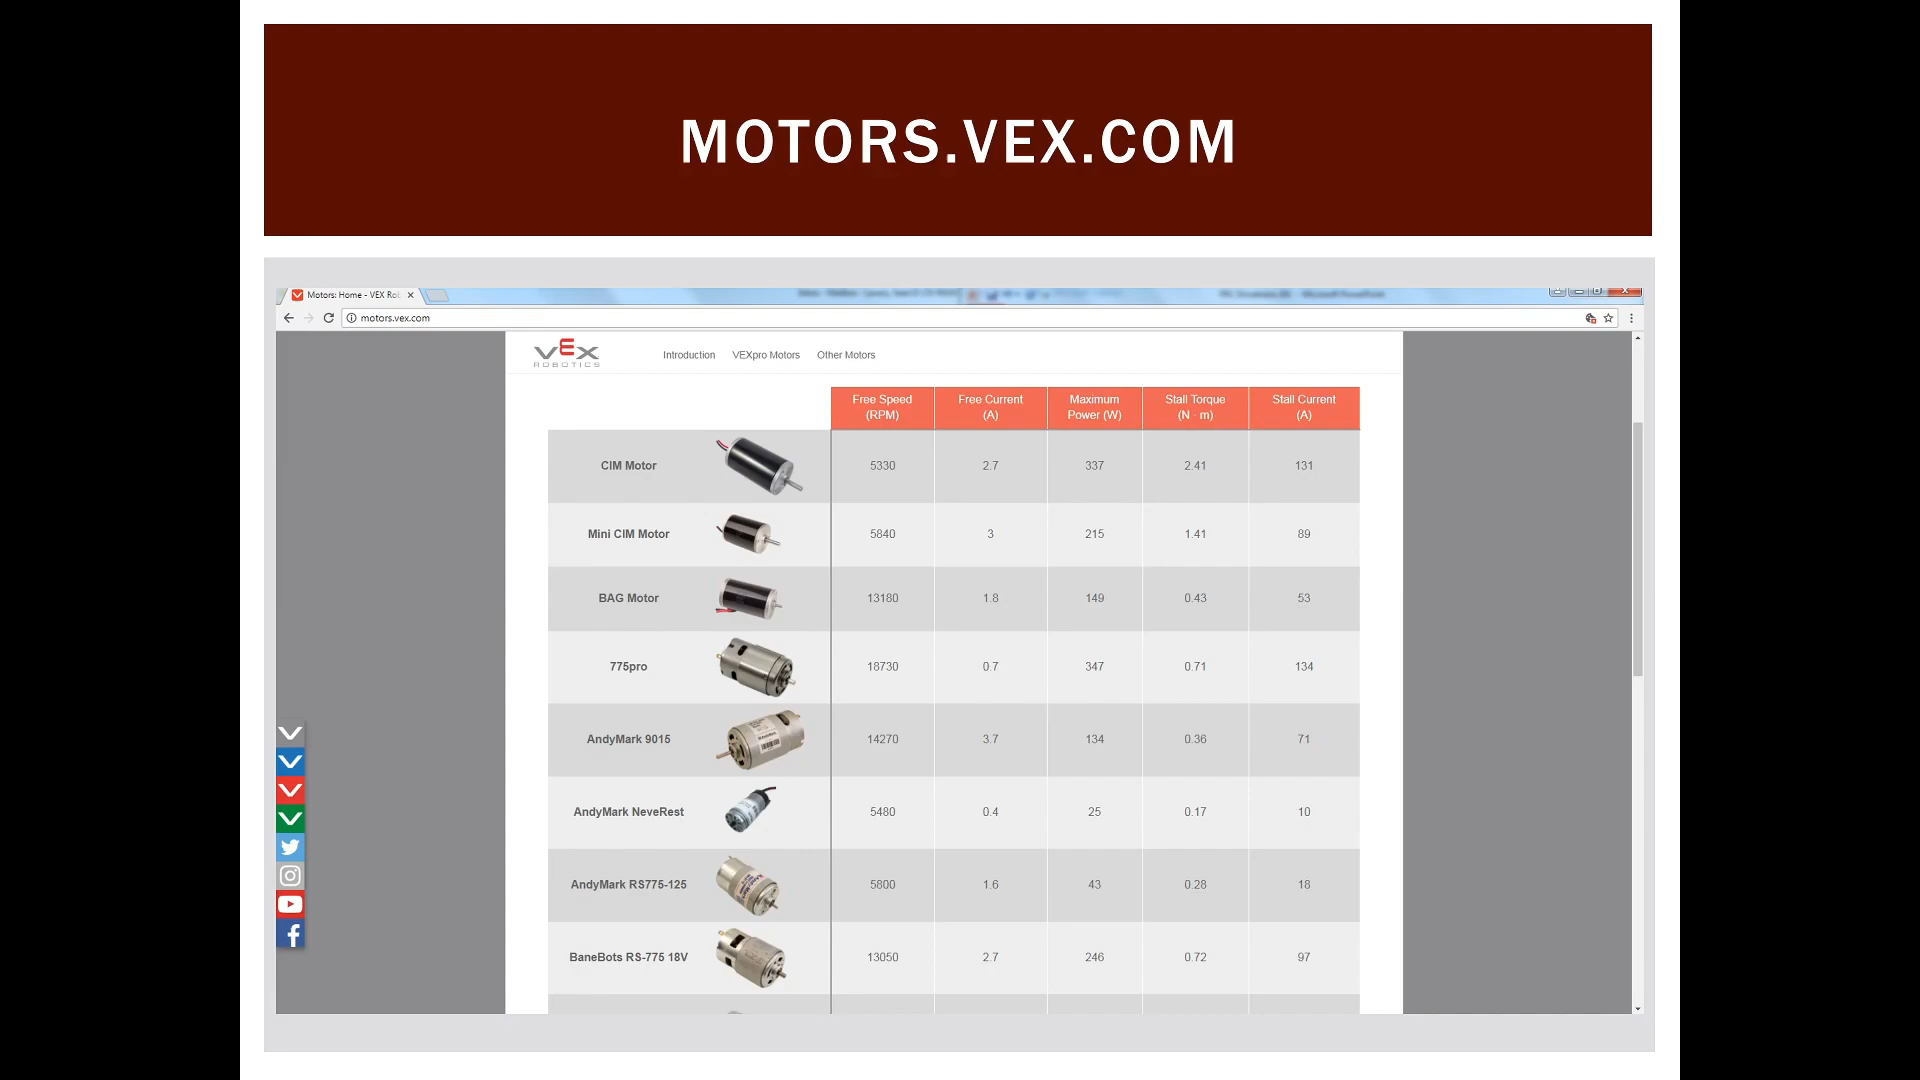 MOTORS.VEX.COM
Motors: Home - VEX Rob
motors.vex.com
VEX
ROBOTICS
Introduction VEXpro Motors Other Motors
Free Speed (RPM) Free Current (A) Maximum Power (W) Stall Torque (N · m) Stall Current (A)
CIM Motor 5330 2.7 337 2.41 131
Mini CIM Motor 5840 3 215 1.41 89
BAG Motor 13180 1.8 149 0.43 53
775pro 18730 0.7 347 0.71 134
AndyMark 9015 14270 3.7 134 0.36 71
AndyMark NeveRest 5480 0.4 25 0.17 10
AndyMark RS775-125 5800 1.6 43 0.28 18
BaneBots RS-775 18V 13050 2.7 246 0.72 97